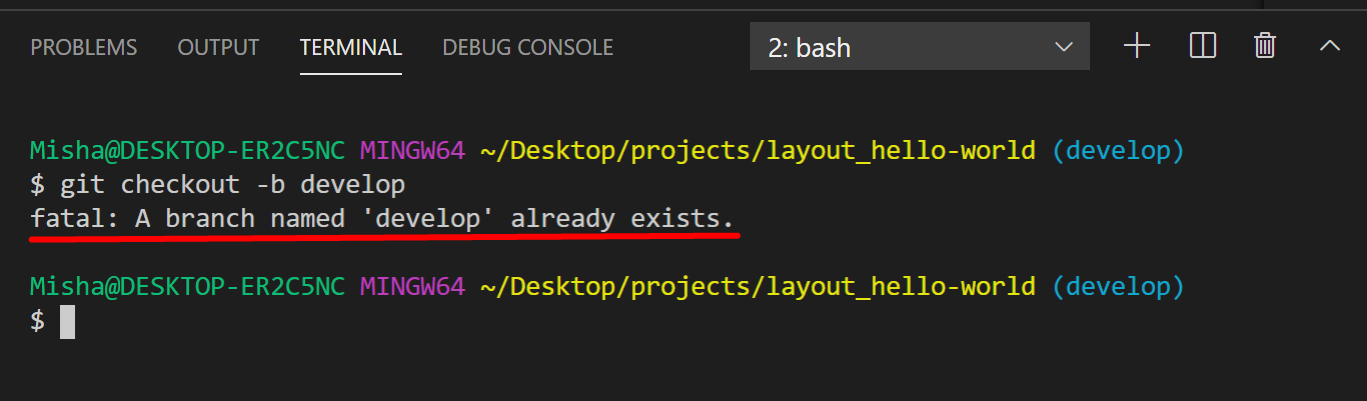 PROBLEMS OUTPUT TERMINAL DEBUG CONSOLE 2: bash
Misha@DESKTOP-ER2C5NC MINGW64 ~/Desktop/projects/layout_hello-world (develop)
$ git checkout -b develop
fatal: A branch named 'develop' already exists.
Misha@DESKTOP-ER2C5NC MINGW64 ~/Desktop/projects/layout_hello-world (develop)
$